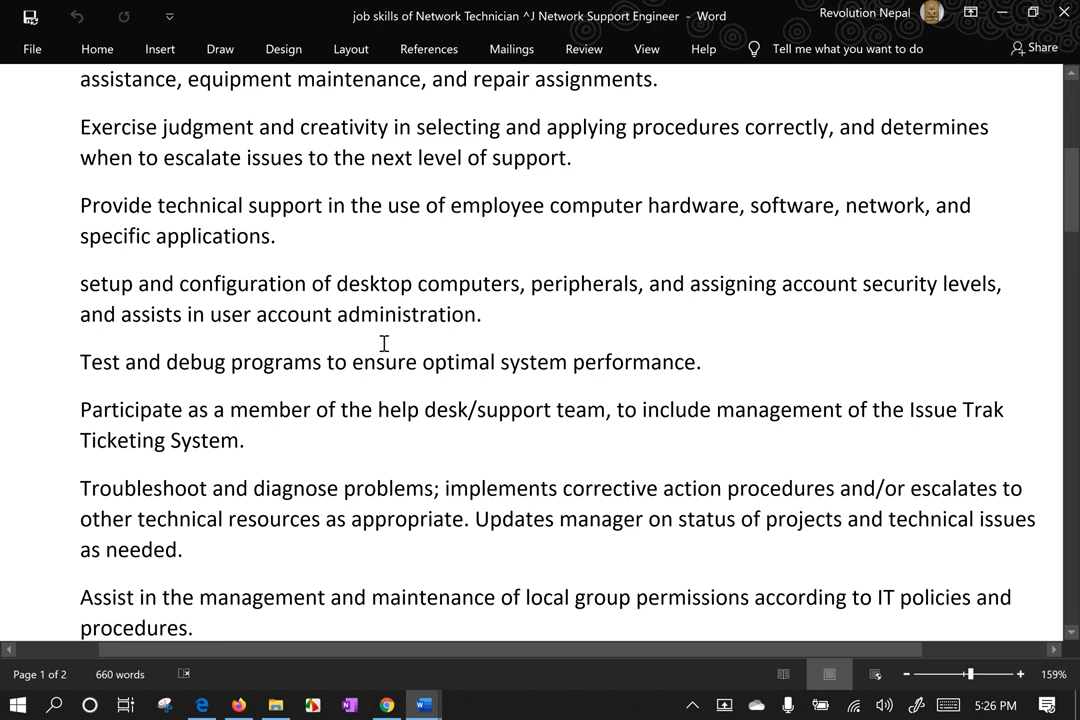 job skills of Network Technician ^J Network Support Engineer - Word
Revolution Nepal
File Home Insert Draw Design Layout References Mailings Review View Help Tell me what you want to do Share
assistance, equipment maintenance, and repair assignments.
Exercise judgment and creativity in selecting and applying procedures correctly, and determines
when to escalate issues to the next level of support.
Provide technical support in the use of employee computer hardware, software, network, and
specific applications.
setup and configuration of desktop computers, peripherals, and assigning account security levels,
and assists in user account administration.
Test and debug programs to ensure optimal system performance.
Participate as a member of the help desk/support team, to include management of the Issue Trak
Ticketing System.
Troubleshoot and diagnose problems; implements corrective action procedures and/or escalates to
other technical resources as appropriate. Updates manager on status of projects and technical issues
as needed.
Assist in the management and maintenance of local group permissions according to IT policies and
procedures.
Page 1 of 2 660 words 159%
5:26 PM